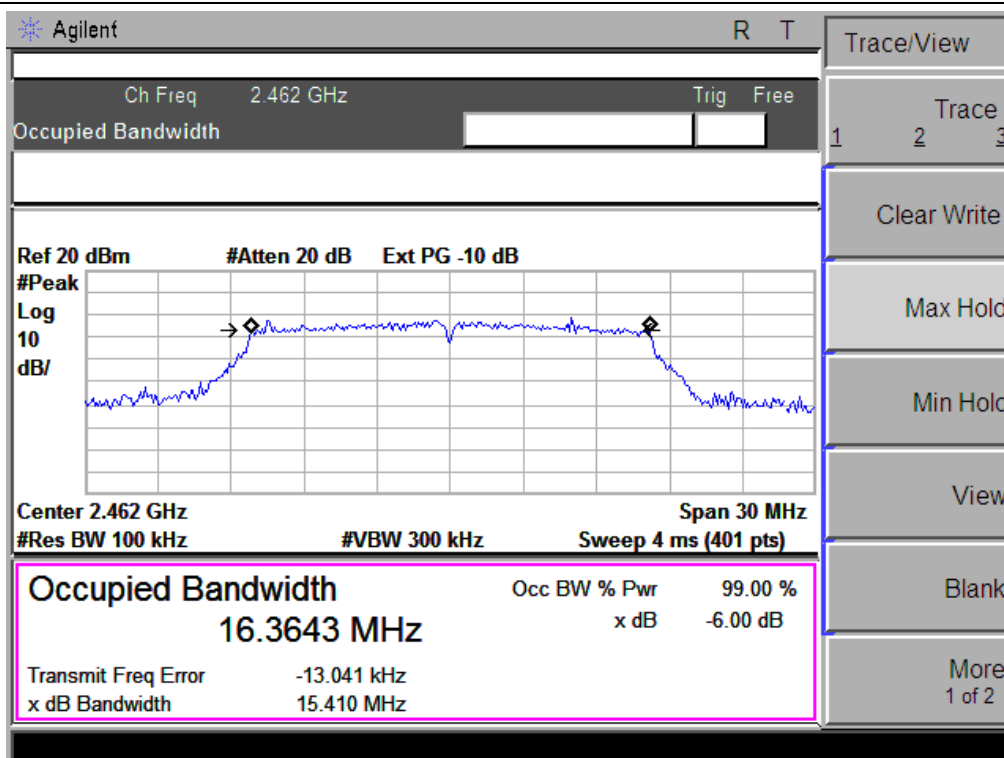 Agilent R T
Trace/View
Ch Freq 2.462 GHz Trig Free
Occupied Bandwidth
Trace
1 2 3
Clear Write
Ref 20 dBm #Atten 20 dB Ext PG -10 dB
#Peak
Log
10
dB/
Max Hold
Min Hold
View
Center 2.462 GHz Span 30 MHz
#Res BW 100 kHz #VBW 300 kHz Sweep 4 ms (401 pts)
Occupied Bandwidth Occ BW % Pwr 99.00 %
16.3643 MHz x dB -6.00 dB
Transmit Freq Error -13.041 kHz
x dB Bandwidth 15.410 MHz
Blank
More
1 of 2